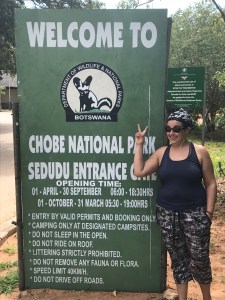 WELCOME TO
DEPARTMENT OF WILDLIFE & NATIONAL PARKS
BOTSWANA
CHOBE NATIONAL PARK
SEDUDU ENTRANCE
OPENING TIME:
01 - APRIL - 30 SEPTEMBER 06:00 - 18:30HRS
01 - OCTOBER - 31 MARCH 05:30 - 19:00HRS
* ENTRY BY VALID PERMITS AND BOOKING ONLY
* CAMPING ONLY AT DESIGNATED CAMPSITES.
* DO NOT SLEEP IN THE OPEN.
* DO NOT RIDE ON ROOF.
* LITTERING STRICTLY PROHIBITED.
* DO NOT REMOVE ANY FAUNA OR FLORA.
* SPEED LIMIT 40KM/H.
* DO NOT DRIVE OFF ROADS.